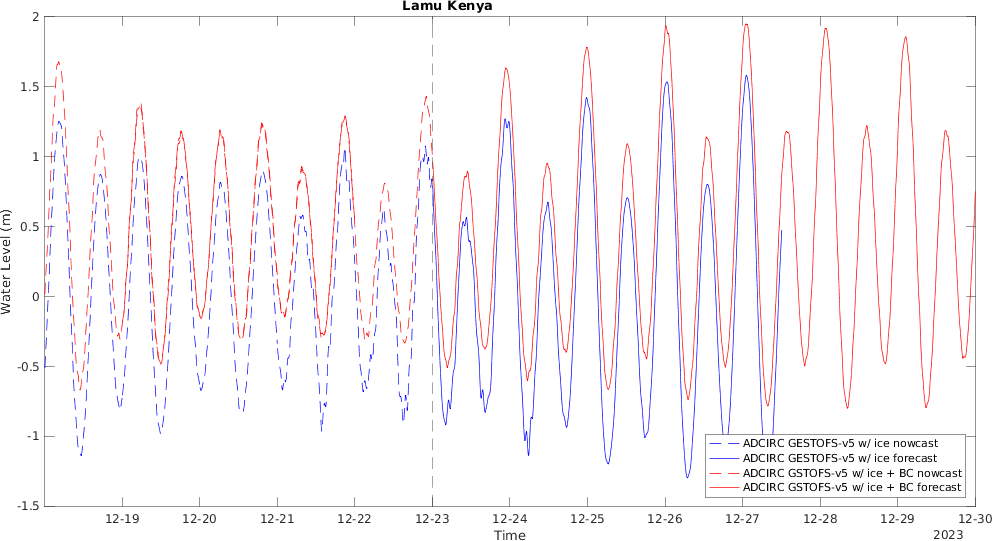 Lamu Kenya
2
1.5
1
0.5
0
-0.5
-1
-1.5
Water Level (m)
12-19 12-20 12-21 12-22 12-23 12-24 12-25 12-26 12-27 12-28 12-29 12-30
Time
2023
ADCIRC GESTOFS-v5 w/ ice nowcast
ADCIRC GESTOFS-v5 w/ ice forecast
ADCIRC GSTOFS-v5 w/ ice + BC nowcast
ADCIRC GSTOFS-v5 w/ ice + BC forecast